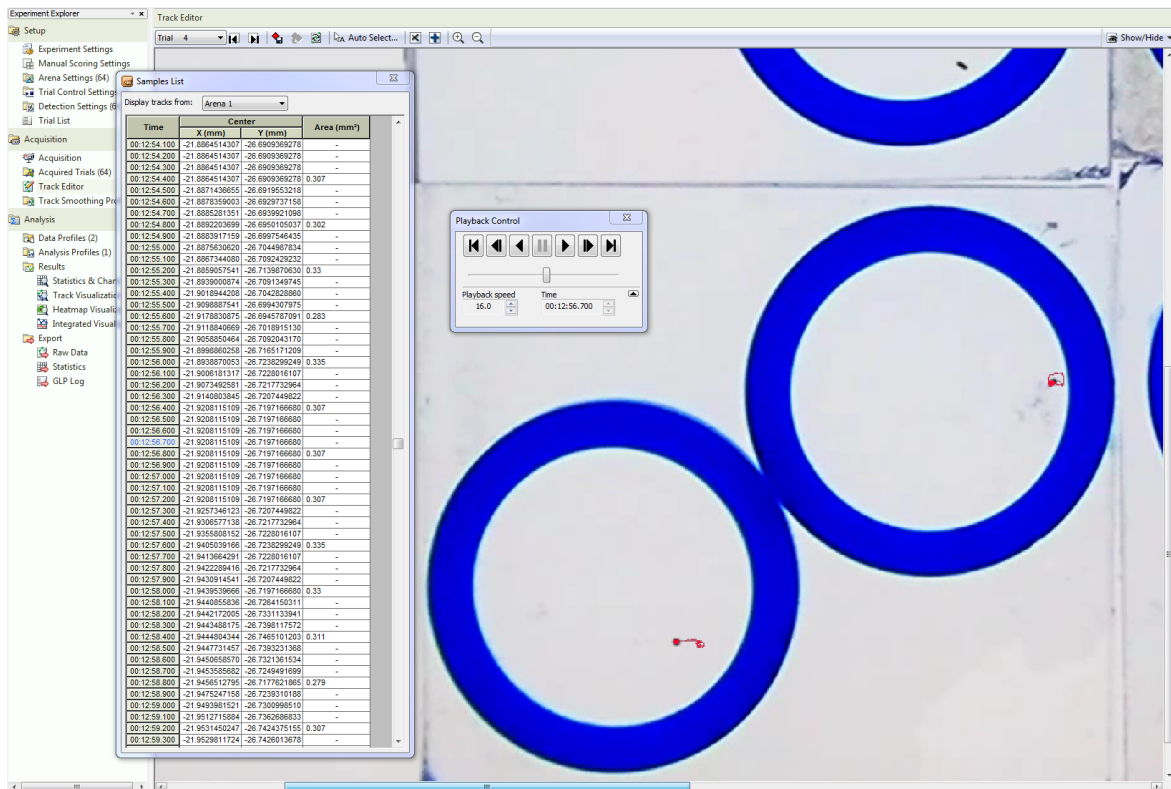 Experiment Explorer
Setup
Experiment Settings
Manual Scoring Settings
Arena Settings (64)
Trial Control Settings
Detection Settings (6
Trial List
Acquisition
Acquisition
Acquired Trials (64)
Track Editor
Track Smoothing Pro
Analysis
Data Profiles (2)
Analysis Profiles (1)
Results
Statistics & Char
Track Visualizatio
Heatmap Visualiz
Integrated Visual
Export
Raw Data
Statistics
GLP Log
Track Editor
Trial 4 Auto Select... Show/Hide
Samples List
Display tracks from: Arena 1
Time Center Area (mm²)
X (mm) Y (mm)
00:12:54.100 -21.8864514307 -26.6909369278 -
00:12:54.200 -21.8864514307 -26.6909369278 -
00:12:54.300 -21.8864514307 -26.6909369278 -
00:12:54.400 -21.8864514307 -26.6909369278 0.307
00:12:54.500 -21.8871436655 -26.6919553218 -
00:12:54.600 -21.8878359003 -26.6929737158 -
00:12:54.700 -21.8885281351 -26.6939921098 -
00:12:54.800 -21.8892203699 -26.6950105037 0.302
00:12:54.900 -21.8883917159 -26.6997546435 -
00:12:55.000 -21.8875630620 -26.7044987834 -
00:12:55.100 -21.8867344080 -26.7092429232 -
00:12:55.200 -21.8859057541 -26.7139870630 0.33
00:12:55.300 -21.8939000874 -26.7091349745 -
00:12:55.400 -21.9018944208 -26.7042828860 -
00:12:55.500 -21.9098887541 -26.6994307975 -
00:12:55.600 -21.9178830875 -26.6945787091 0.283
00:12:55.700 -21.9118840669 -26.7018915130 -
00:12:55.800 -21.9058850464 -26.7092043170 -
00:12:55.900 -21.8998860258 -26.7165171209 -
00:12:56.000 -21.8938870053 -26.7238299249 0.335
00:12:56.100 -21.9006181317 -26.7228016107 -
00:12:56.200 -21.9073492581 -26.7217732964 -
00:12:56.300 -21.9140803845 -26.7207449822 -
00:12:56.400 -21.9208115109 -26.7197166680 0.307
00:12:56.500 -21.9208115109 -26.7197166680 -
00:12:56.600 -21.9208115109 -26.7197166680 -
00:12:56.700 -21.9208115109 -26.7197166680 -
00:12:56.800 -21.9208115109 -26.7197166680 0.307
00:12:56.900 -21.9208115109 -26.7197166680 -
00:12:57.000 -21.9208115109 -26.7197166680 -
00:12:57.100 -21.9208115109 -26.7197166680 -
00:12:57.200 -21.9208115109 -26.7197166680 0.307
00:12:57.300 -21.9257346123 -26.7207449822 -
00:12:57.400 -21.9306577138 -26.7217732964 -
00:12:57.500 -21.9355808152 -26.7228016107 -
00:12:57.600 -21.9405039166 -26.7238299249 0.335
00:12:57.700 -21.9413664291 -26.7228016107 -
00:12:57.800 -21.9422289416 -26.7217732964 -
00:12:57.900 -21.9430914541 -26.7207449822 -
00:12:58.000 -21.9439539666 -26.7197166680 0.33
00:12:58.100 -21.9440855836 -26.7264150311 -
00:12:58.200 -21.9442172005 -26.7331133941 -
00:12:58.300 -21.9443488175 -26.7398117572 -
00:12:58.400 -21.9444804344 -26.7465101203 0.311
00:12:58.500 -21.9447731457 -26.7393231368 -
00:12:58.600 -21.9450658570 -26.7321361534 -
00:12:58.700 -21.9453585682 -26.7249491699 -
00:12:58.800 -21.9456512795 -26.7177621865 0.279
00:12:58.900 -21.9475247158 -26.7239310188 -
00:12:59.000 -21.9493981521 -26.7300998510 -
00:12:59.100 -21.9512715884 -26.7362686833 -
00:12:59.200 -21.9531450247 -26.7424375155 0.307
00:12:59.300 -21.9529811724 -26.7426013678 -
Playback Control
Playback speed Time
16.0 00:12:56.700